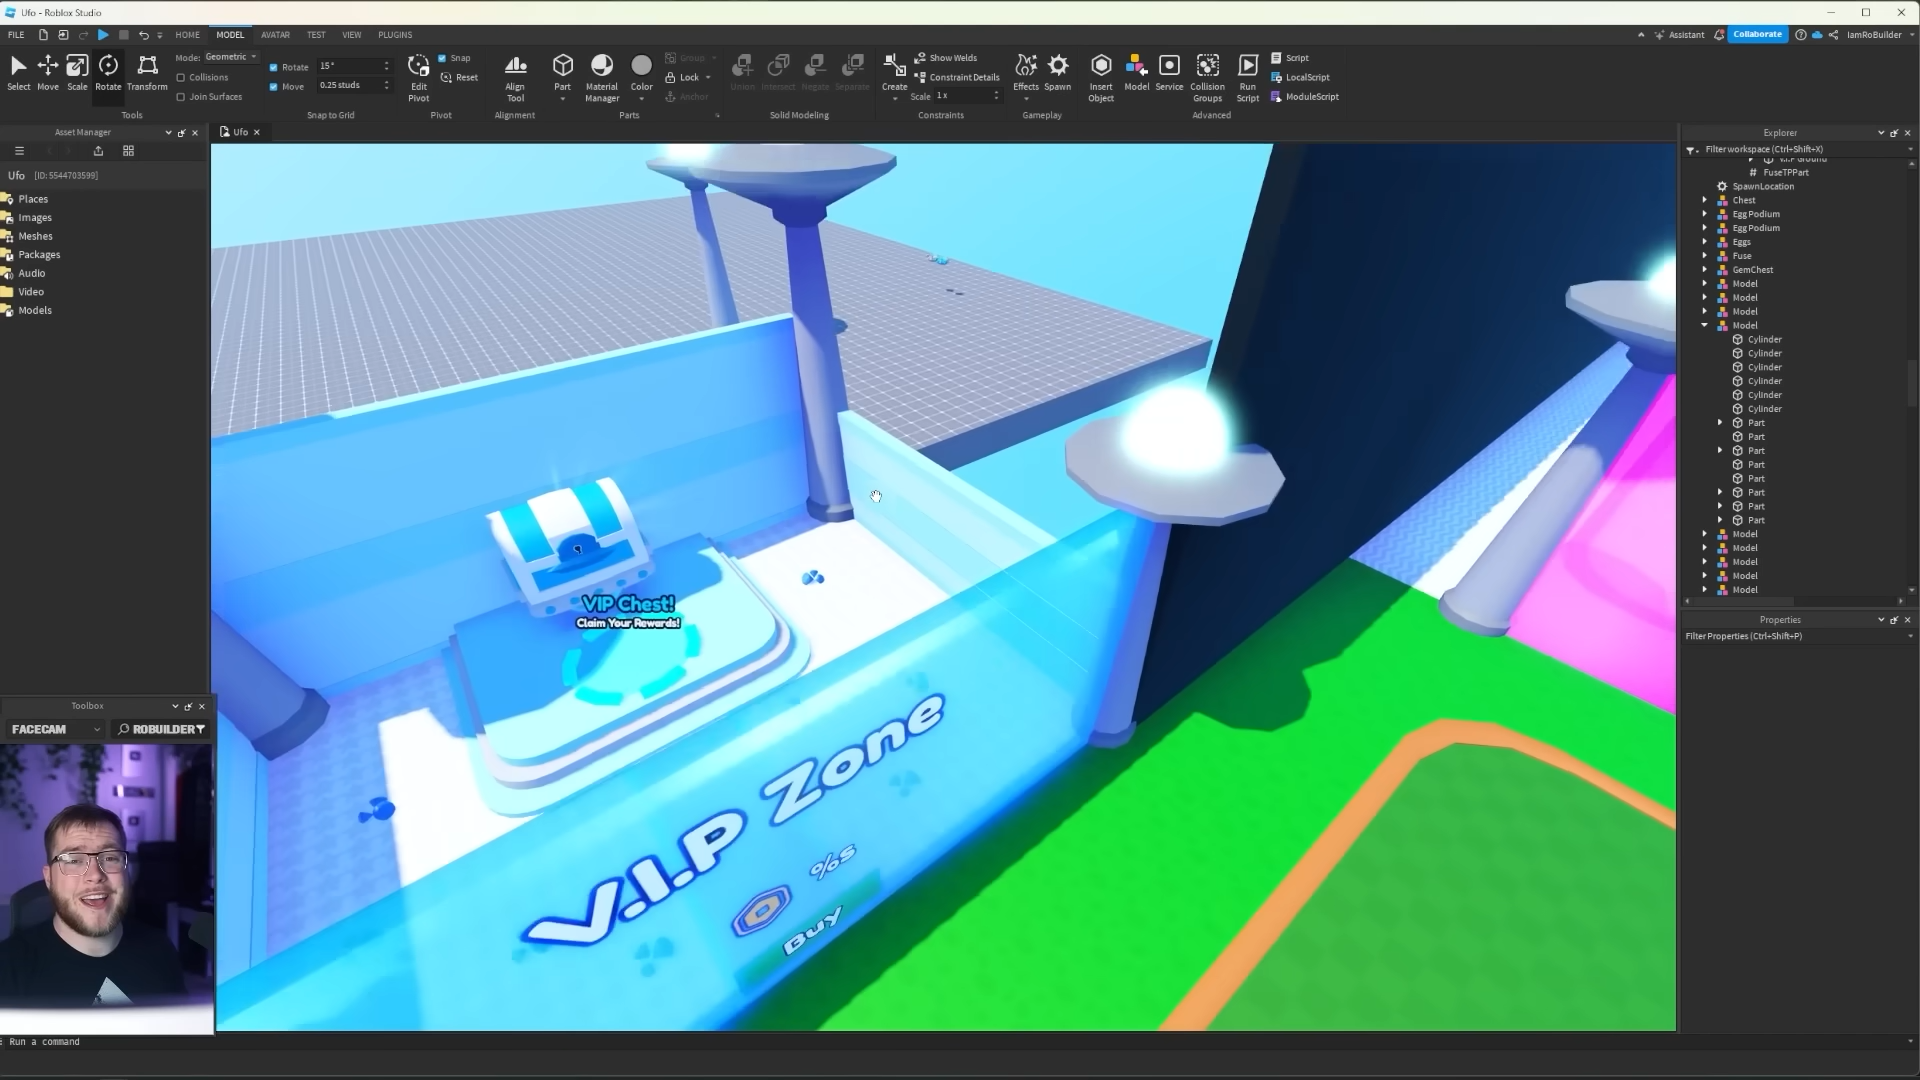 Ufo - Roblox Studio
FILE HOME MODEL AVATAR TEST VIEW PLUGINS Assistant Collaborate IamRoBuilder
Select Move Scale Rotate Transform
Mode: Geometric
Collisions
Join Surfaces
Tools
Rotate 15°
Move 0.25 studs
Snap to Grid
Edit Pivot
Snap
Reset
Pivot
Align Tool
Alignment
Part
Material Manager
Color
Group
Lock
Anchor
Parts
Union Intersect Negate Separate
Solid Modeling
Create
Show Welds
Constraint Details
Scale 1 x
Constraints
Effects Spawn
Gameplay
Insert Object
Model
Service
Collision Groups
Run Script
Script
LocalScript
ModuleScript
Advanced
Asset Manager
Ufo [ID: 5544703599]
Places
Images
Meshes
Packages
Audio
Video
Models
Toolbox
FACECAM ROBUILDER
Ufo
VIP Chest!
Claim Your Rewards!
V.I.P Zone
%s
Buy
Explorer
Filter workspace (Ctrl+Shift+X)
V.I.P Ground
FuseTPPart
SpawnLocation
Chest
Egg Podium
Egg Podium
Eggs
Fuse
GemChest
Model
Model
Model
Model
Cylinder
Cylinder
Cylinder
Cylinder
Cylinder
Cylinder
Part
Part
Part
Part
Part
Part
Part
Part
Model
Model
Model
Model
Model
Properties
Filter Properties (Ctrl+Shift+P)
Run a command